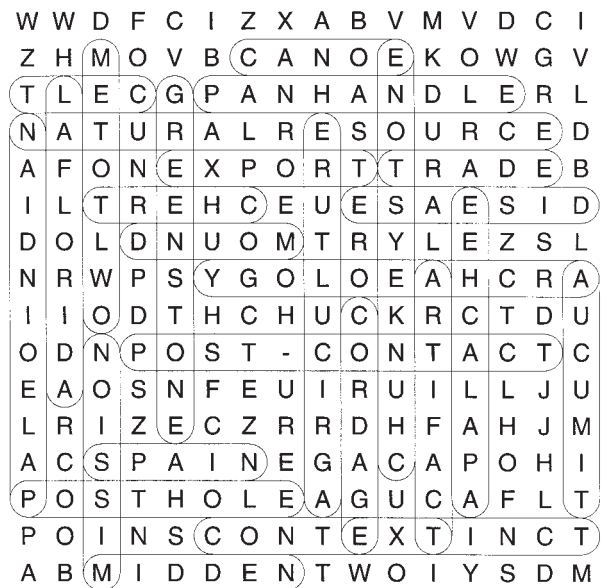 W W D F C I Z X A B V M V D C I
Z H M O V B C A N O E K O W G V
T L E C G P A N H A N D L E R L
N A T U R A L R E S O U R C E D
A F O N E X P O R T T R A D E B
I L T R E H C E U E S A E S I D
D O L D N U O M T R Y L E Z S L
N R W P S Y G O L O E A H C R A
I I O D T H C H U C K R C T D U
O D N P O S T - C O N T A C T C
E A O S N F E U I R U I L L J U
L R I Z E C Z R R D H F A H J M
A C S P A I N E G A C A P O H I
P O S T H O L E A G U C A F L T
P O I N S C O N T E X T I N C T
A B M I D D E N T W O I Y S D M